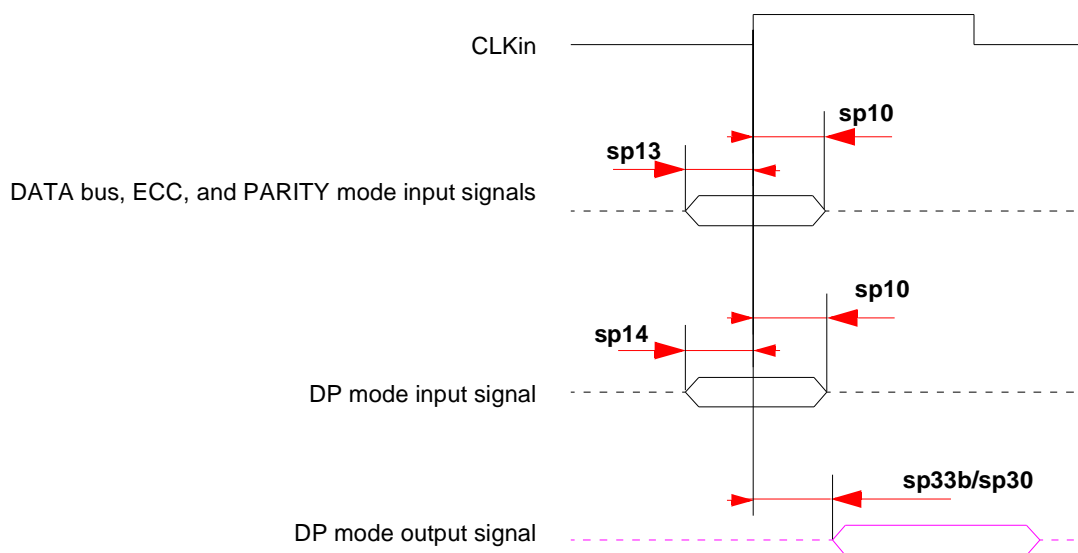 CLKin
sp10
sp13
DATA bus, ECC, and PARITY mode input signals
sp10
sp14
DP mode input signal
sp33b/sp30
DP mode output signal